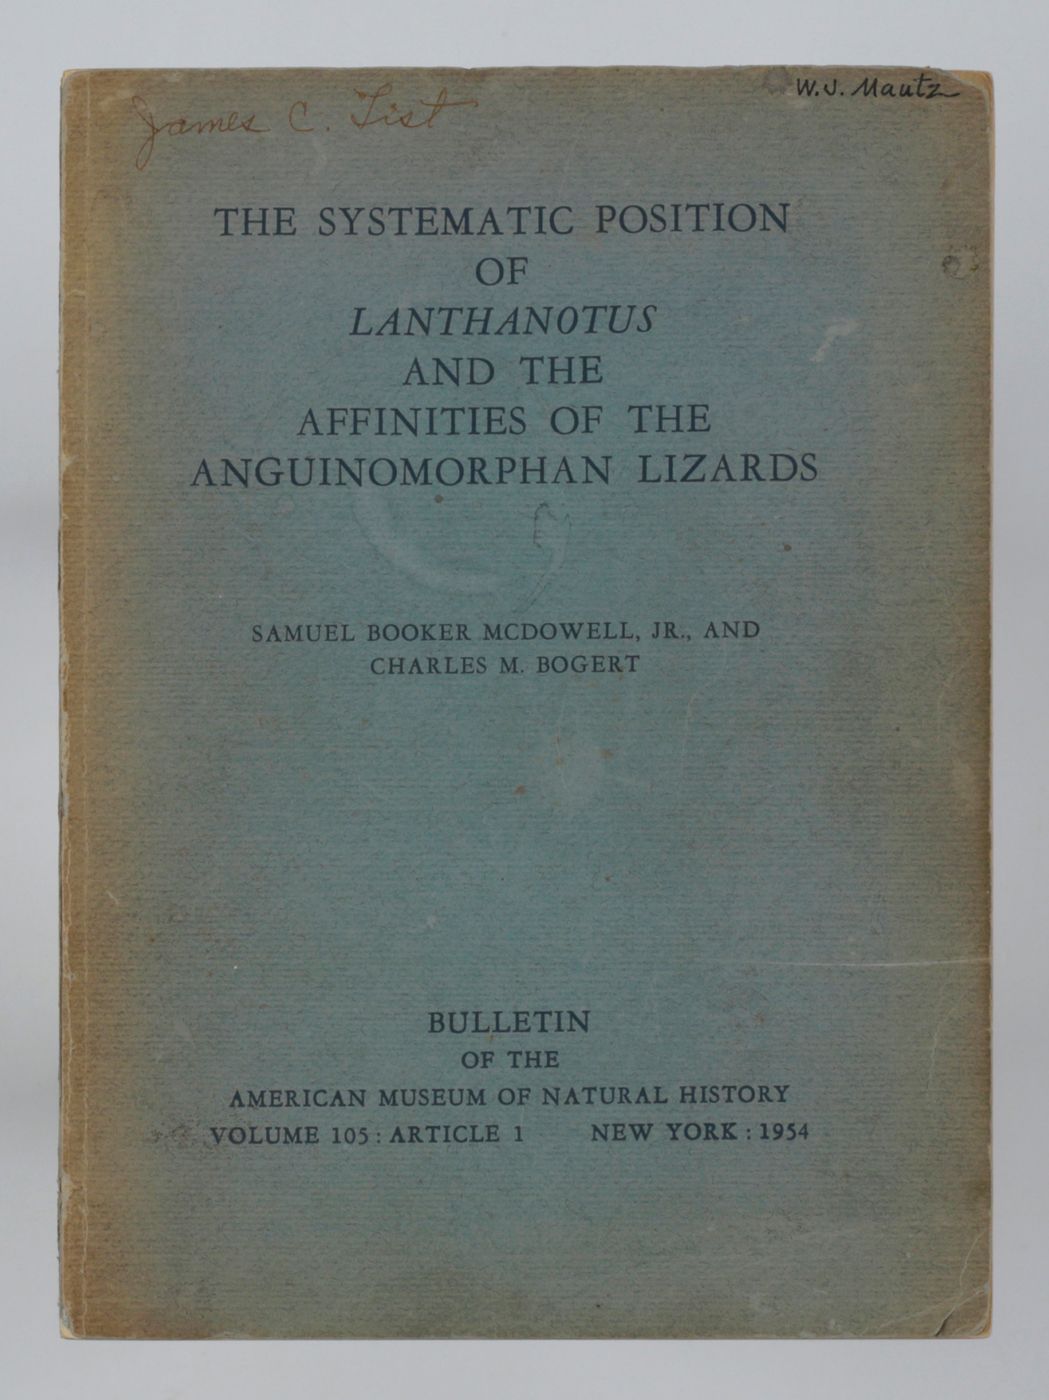 James C. List
W. J. Mautz
THE SYSTEMATIC POSITION
OF
LANTHANOTUS
AND THE
AFFINITIES OF THE
ANGUINOMORPHAN LIZARDS
SAMUEL BOOKER MCDOWELL, JR., AND
CHARLES M. BOGERT
BULLETIN
OF THE
AMERICAN MUSEUM OF NATURAL HISTORY
VOLUME 105 : ARTICLE 1 NEW YORK : 1954